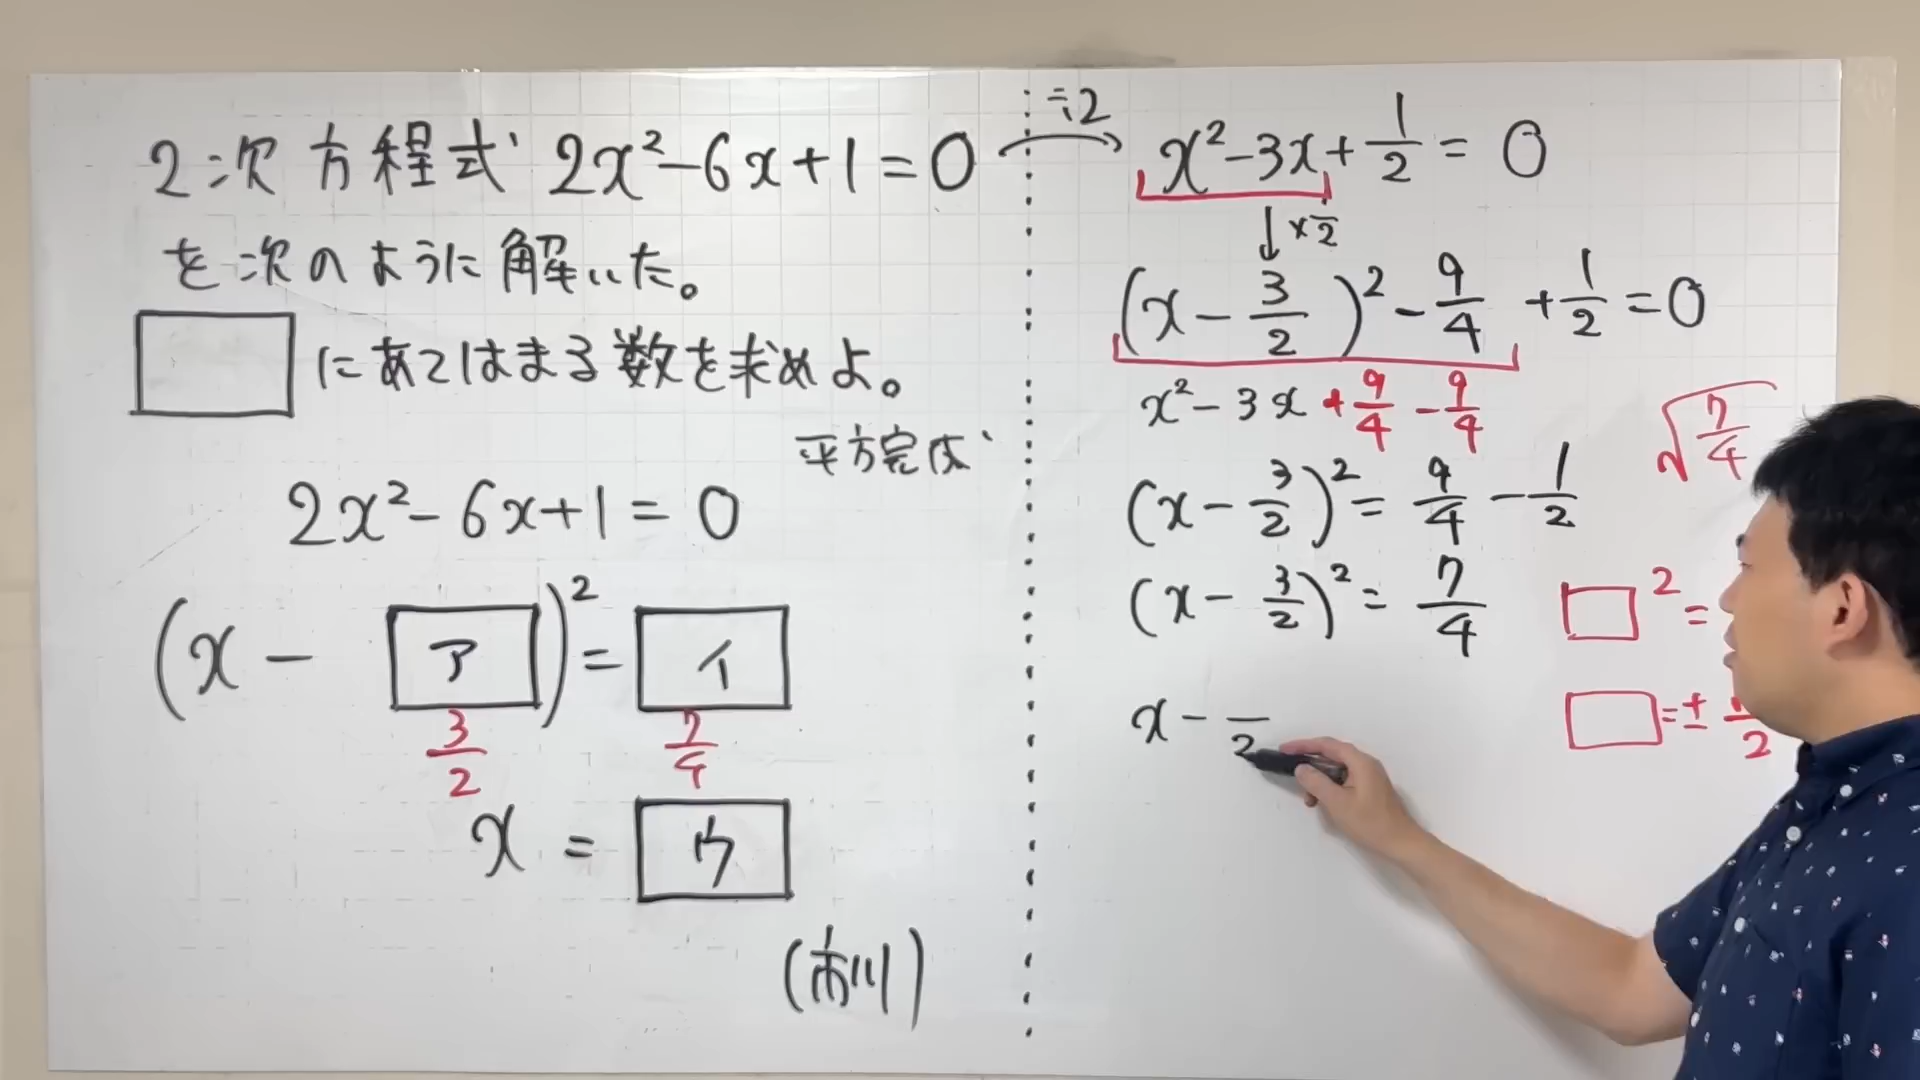 2次方程式 2x²-6x+1=0
を次のように解いた。
□にあてはまる数を求めよ。
平方完成
2x²-6x+1=0
(x- ア)²= イ
3/2 7/4
x = ウ
(市川)
÷2
x²-3x+1/2=0
↓×1/2
(x-3/2)²-9/4+1/2=0
x²-3x+9/4-9/4
(x-3/2)²=9/4-1/2
(x-3/2)²=7/4
x-/2
√7/4
□²=
□=±/2